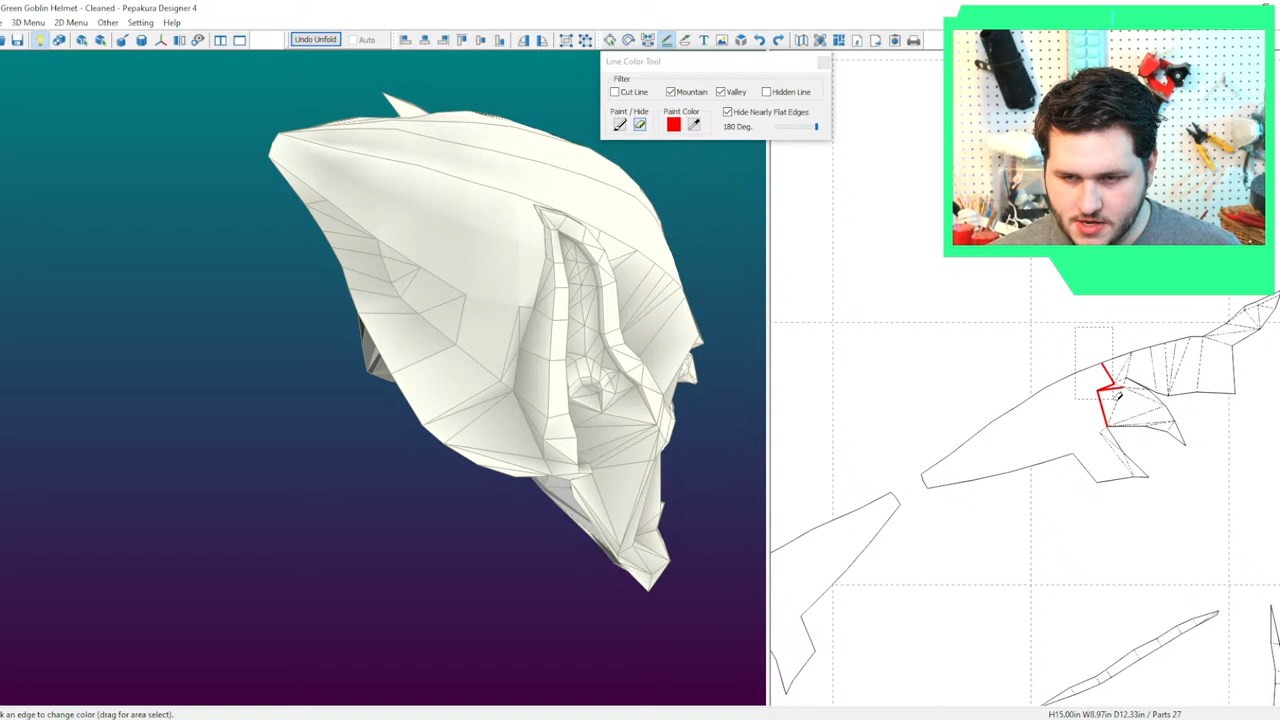 Green Goblin Helmet - Cleaned - Pepakura Designer 4
3D Menu 2D Menu Other Setting Help
Undo Unfold Auto
Line Color Tool
Filter
Cut Line Mountain Valley Hidden Line
Paint / Hide Paint Color Hide Nearly Flat Edges
180 Deg.
an edge to change color (drag for area select).
H15.00in W8.97in D12.33in / Parts 27